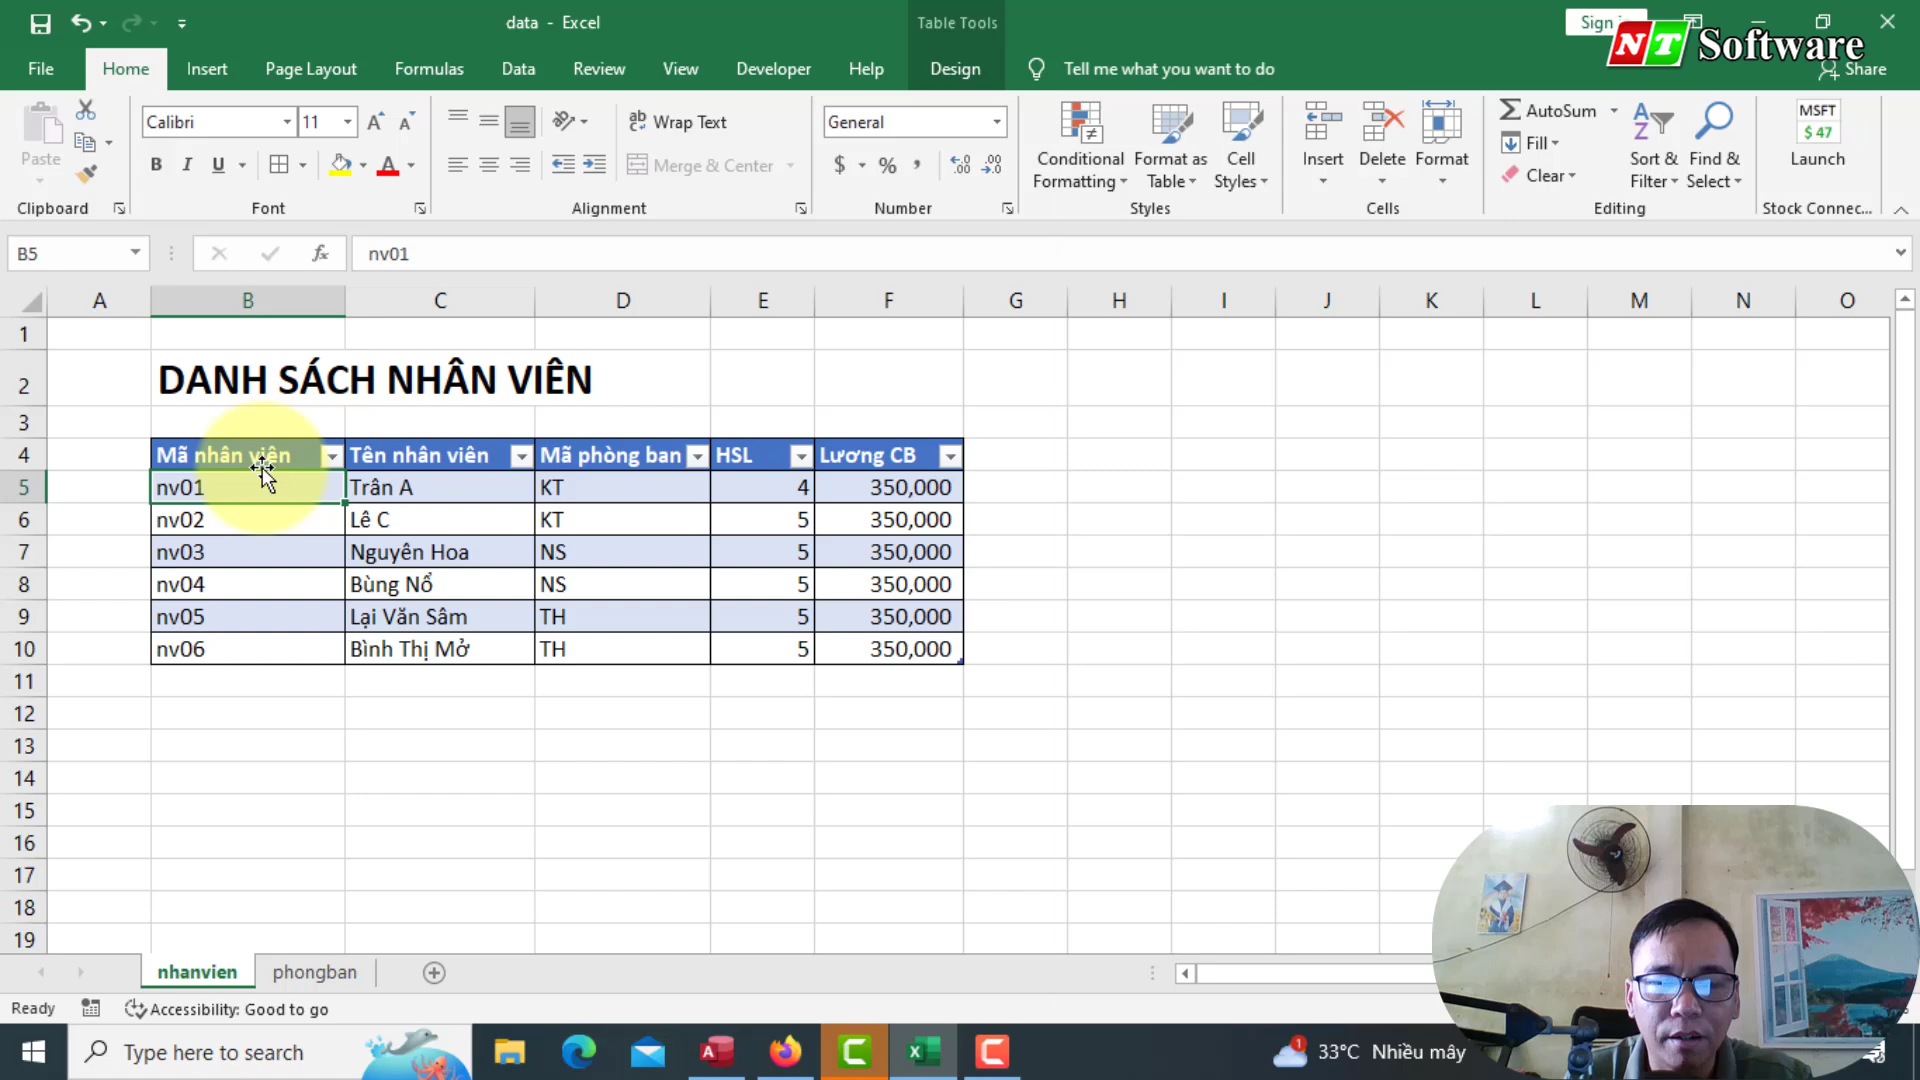 data - Excel
Table Tools
Sign
NT Software
File Home Insert Page Layout Formulas Data Review View Developer Help Design Tell me what you want to do Share
Paste
Calibri 11
Wrap Text
General
B I U A
Merge & Center
$ % ,
Conditional Formatting
Format as Table
Cell Styles
Insert
Delete
Format
AutoSum
Fill
Clear
Sort & Filter
Find & Select
MSFT
$ 47
Launch
Clipboard Font Alignment Number Styles Cells Editing Stock Connec...
B5 fx nv01
A B C D E F G H I J K L M N O
1
2 DANH SÁCH NHÂN VIÊN
3
4 Mã nhân viên Tên nhân viên Mã phòng ban HSL Lương CB
5 nv01 Trân A KT 4 350,000
6 nv02 Lê C KT 5 350,000
7 nv03 Nguyên Hoa NS 5 350,000
8 nv04 Bùng Nổ NS 5 350,000
9 nv05 Lại Văn Sâm TH 5 350,000
10 nv06 Bình Thị Mở TH 5 350,000
11
12
13
14
15
16
17
18
19
nhanvien phongban
Ready Accessibility: Good to go
Type here to search
1 33°C Nhiều mây